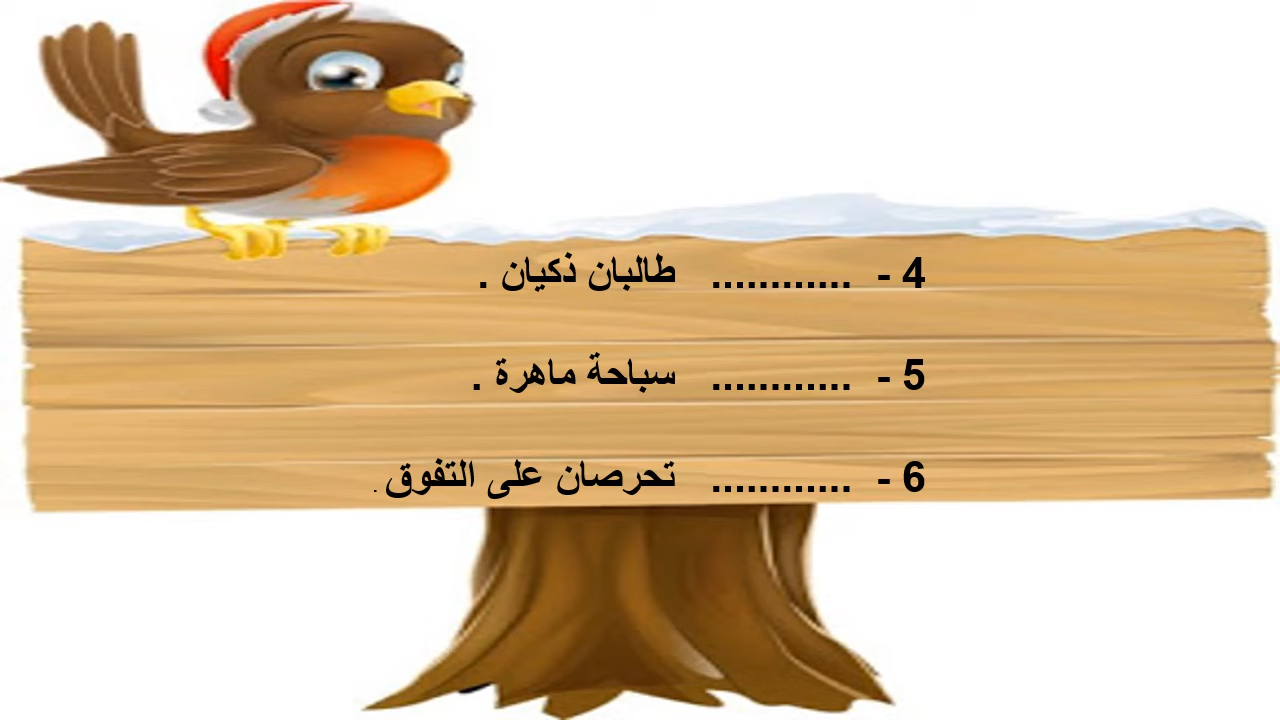 4 - ............ طالبان ذكيان .
5 - ............ سباحة ماهرة .
6 - ............ تحرصان على التفوق .